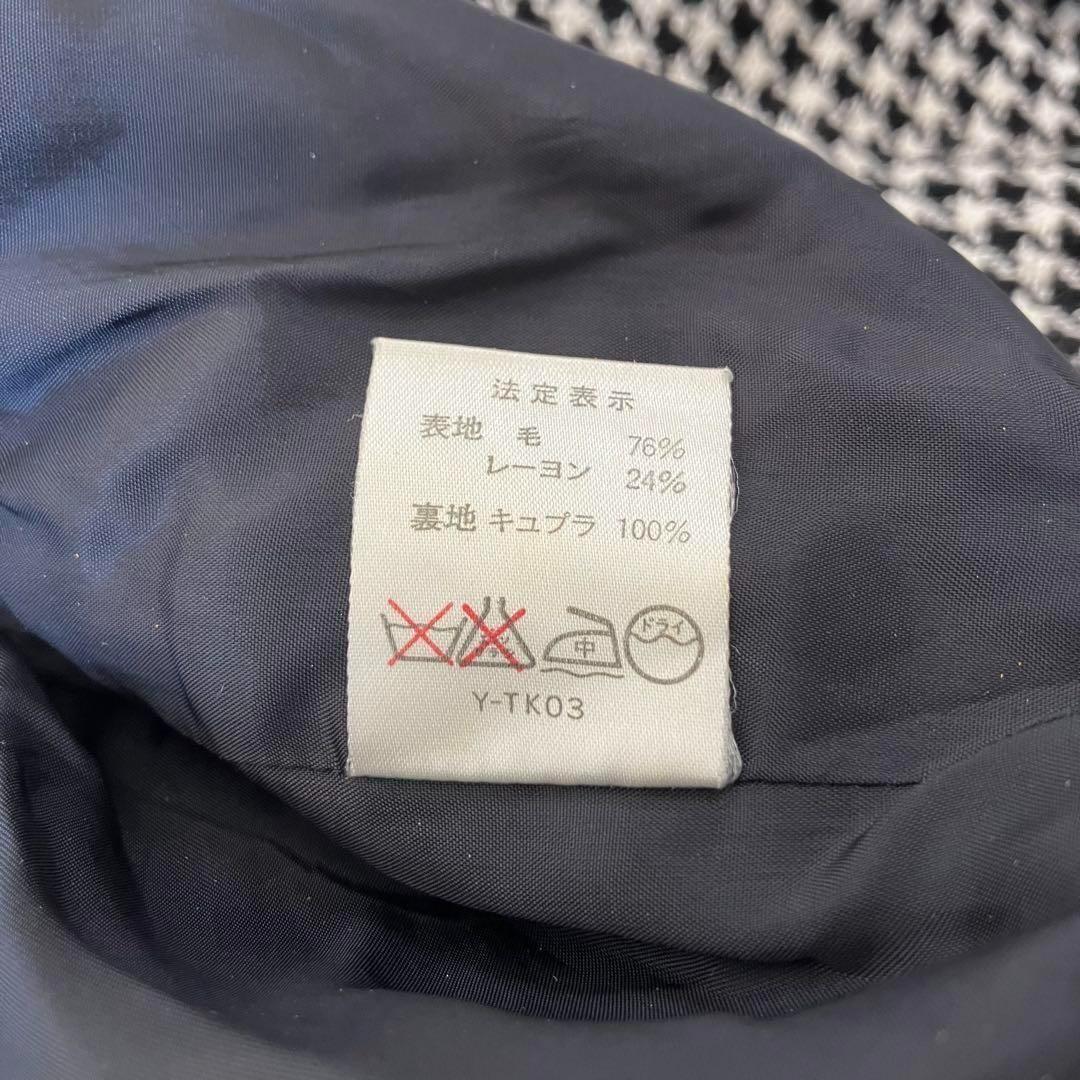 法定表示
表地 毛 76%
レーヨン 24%
裏地 キュプラ 100%
中 ドライ
Y-TK03